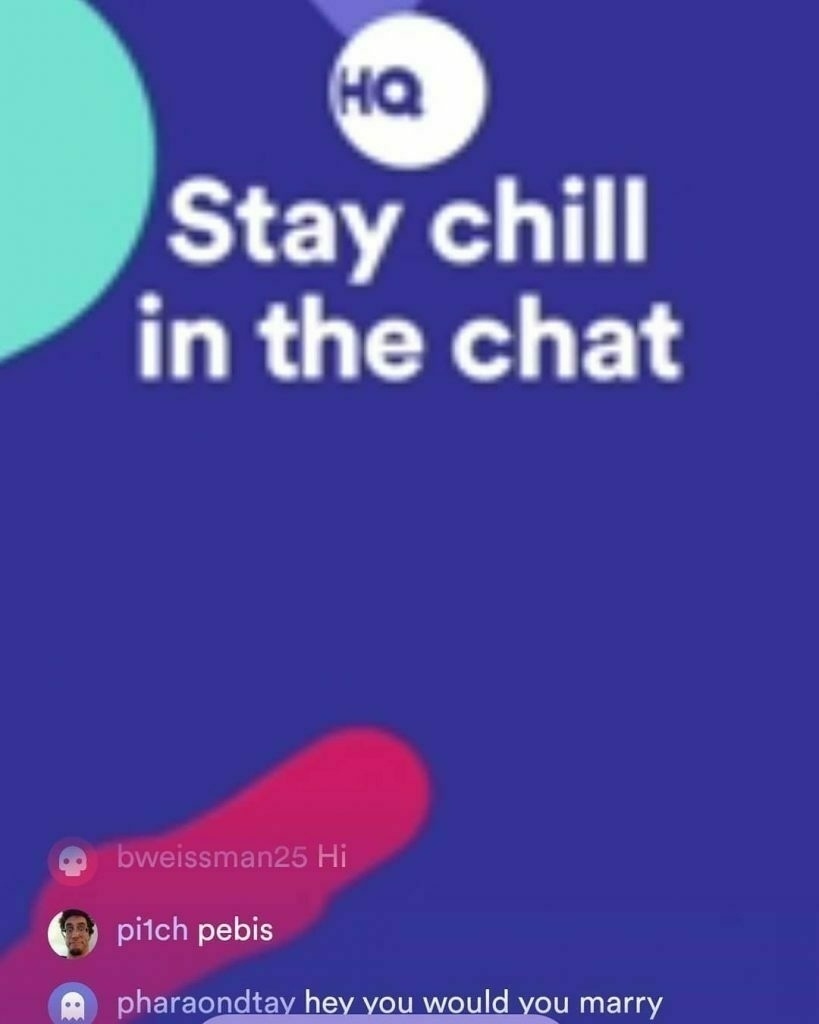 HQ
Stay chill
in the chat
bweissman25 Hi
pi1ch pebis
pharaondtay hey you would you marry